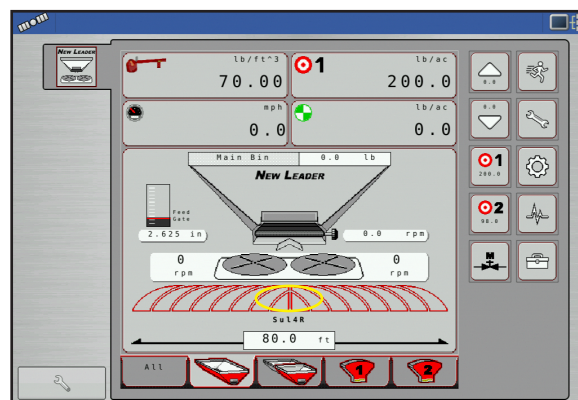 NEW LEADER
lb/ft^3
70.00
1
lb/ac
200.0
mph
0.0
lb/ac
0.0
Main Bin 0.0 lb
NEW LEADER
Feed
Gate
2.625 in
0.0 rpm
0
rpm
0
rpm
Sul4R
80.0 ft
All
1
2
0.0
0.0
1
200.0
2
98.0
M